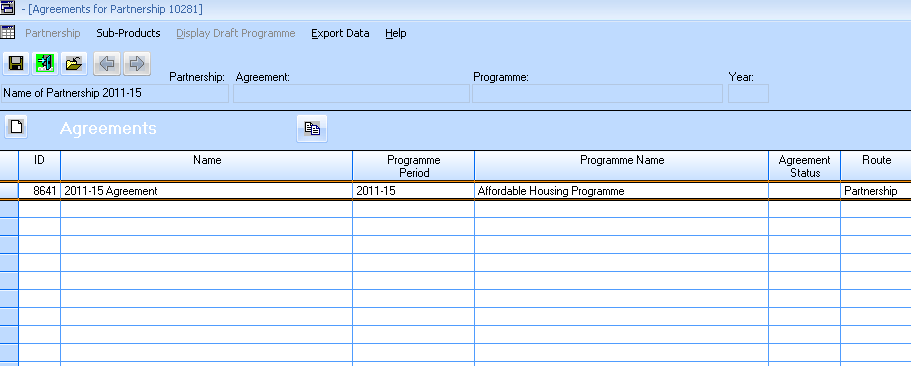 - [Agreements for Partnership 10281]
Partnership Sub-Products Display Draft Programme Export Data Help
Partnership: Agreement: Programme: Year:
Name of Partnership 2011-15
Agreements
ID Name Programme Period Programme Name Agreement Status Route
8641 2011-15 Agreement 2011-15 Affordable Housing Programme Partnership